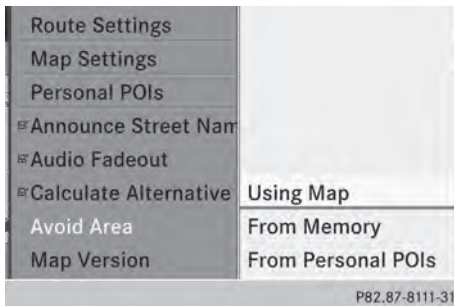 Route Settings
Map Settings
Personal POIs
Announce Street Nam
Audio Fadeout
Calculate Alternative
Avoid Area
Map Version
Using Map
From Memory
From Personal POIs
P82.87-8111-31